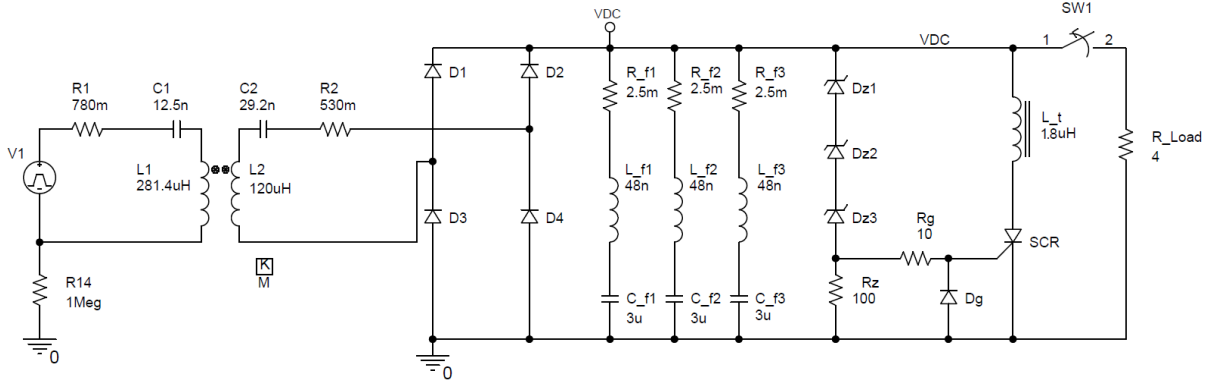 SW1
VDC
VDC
1
2
D1
D2
R_f1
2.5m
R_f2
2.5m
R_f3
2.5m
Dz1
R1
780m
C1
12.5n
C2
29.2n
R2
530m
L_t
1.8uH
R_Load
4
V1
Dz2
L1
281.4uH
L2
120uH
L_f1
48n
L_f2
48n
L_f3
48n
D3
D4
Dz3
Rg
10
SCR
K
M
R14
1Meg
C_f1
3u
C_f2
3u
C_f3
3u
Rz
100
Dg
0
0